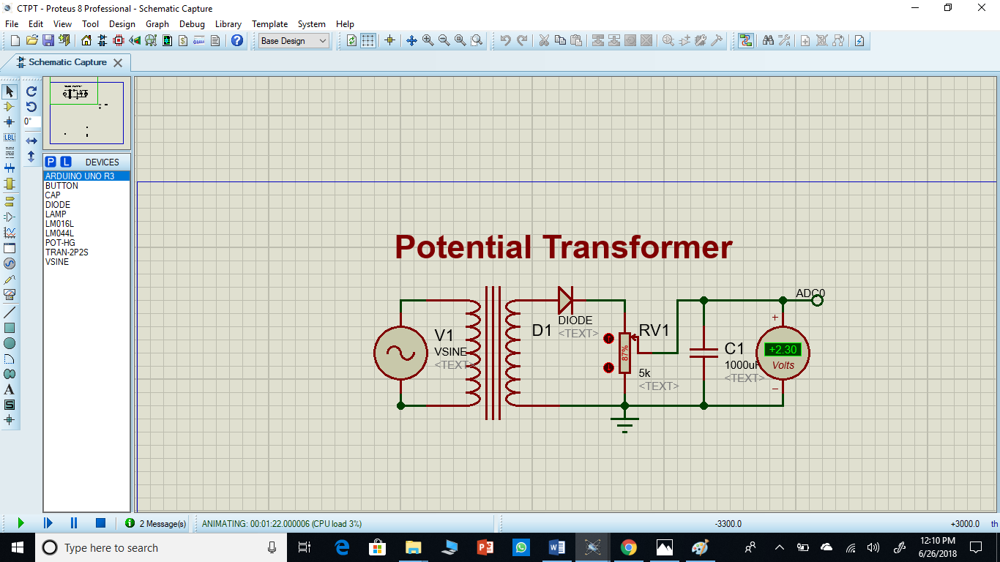 CTPT - Proteus 8 Professional - Schematic Capture
File Edit View Tool Design Graph Debug Library Template System Help
Base Design
Schematic Capture
0°
LBL
P L DEVICES
ARDUINO UNO R3
BUTTON
CAP
DIODE
LAMP
LM016L
LM044L
POT-HG
TRAN-2P2S
VSINE
A
S
Potential Transformer
ADC0
V1
VSINE
<TEXT>
D1
DIODE
<TEXT>
RV1
87%
5k
<TEXT>
C1
1000uF
<TEXT>
+
+2.30
Volts
−
2 Message(s)
ANIMATING: 00:01:22.000006 (CPU load 3%)
-3300.0
+3000.0
th
Type here to search
12:10 PM
6/26/2018